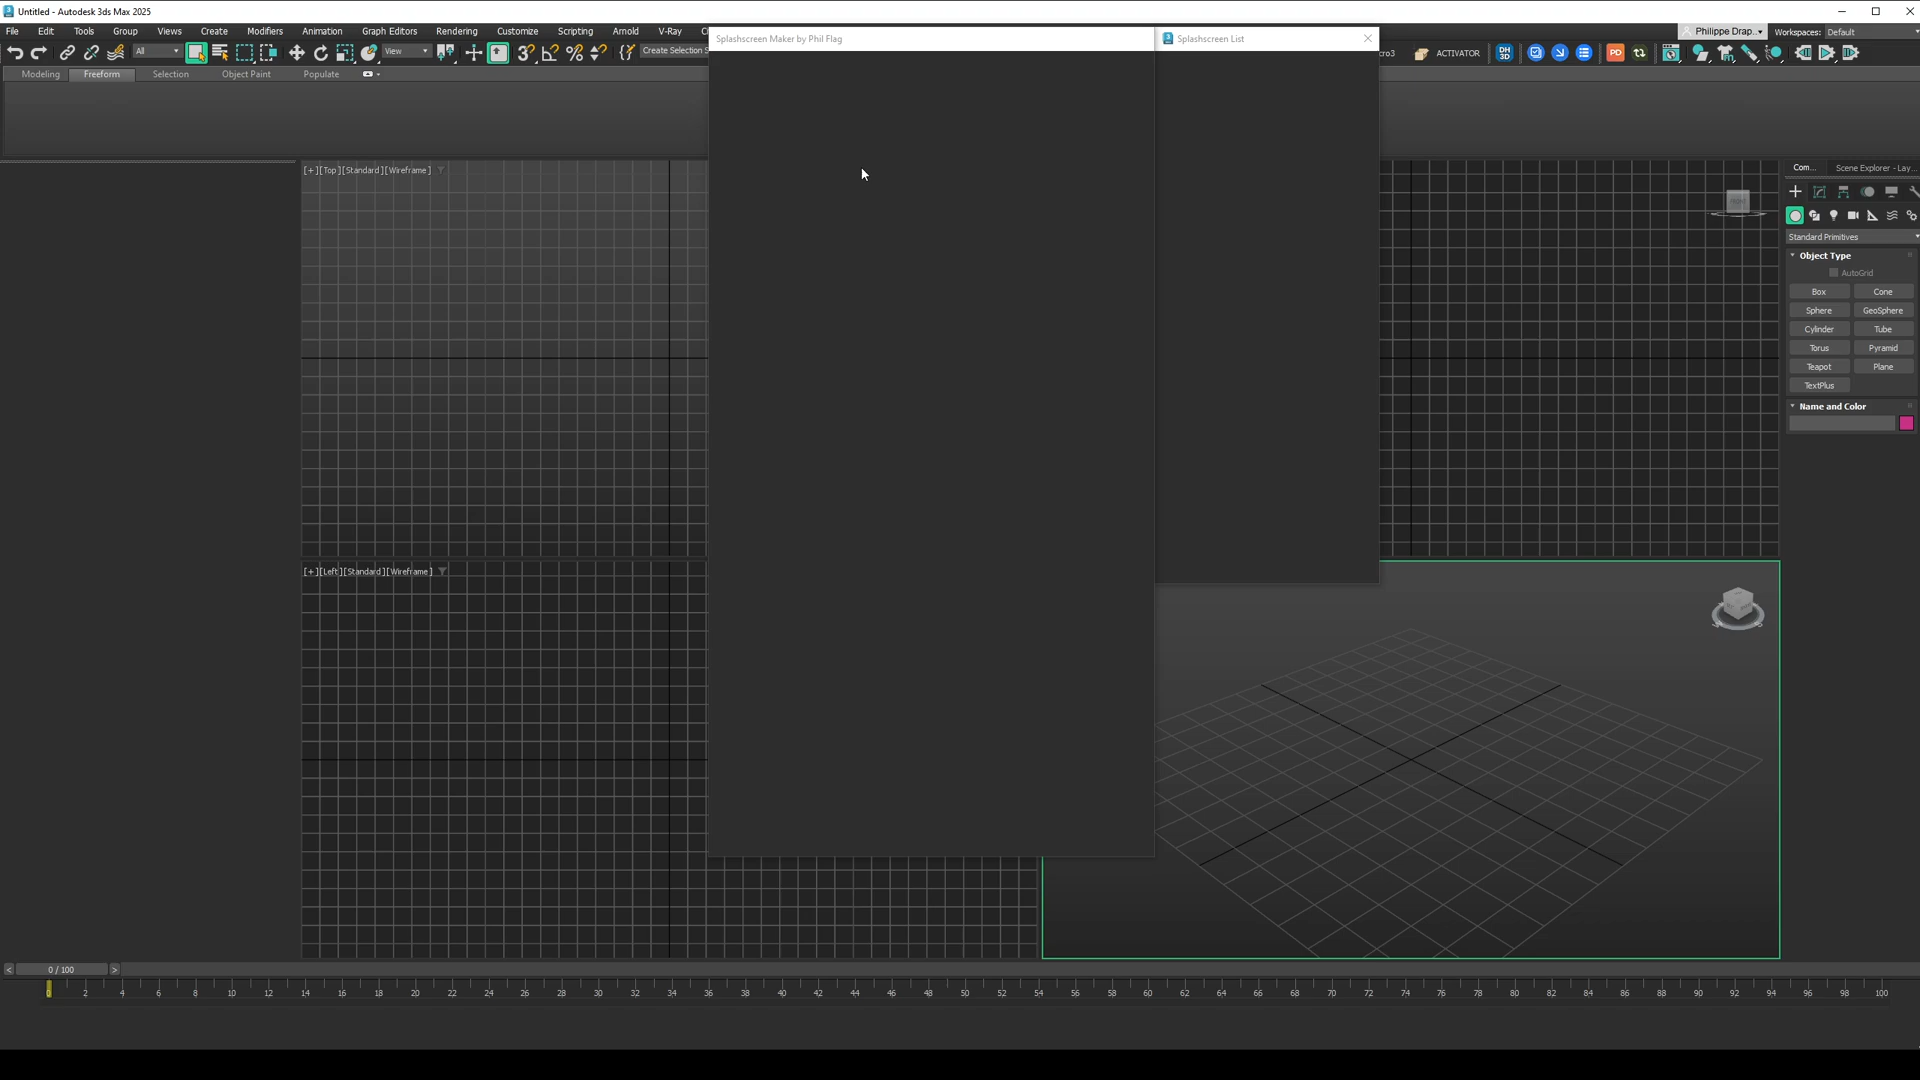 Untitled - Autodesk 3ds Max 2025
File Edit Tools Group Views Create Modifiers Animation Graph Editors Rendering Customize Scripting Arnold V-Ray
Philippe Drap... Workspaces: Default
All View Create Selection S
ACTIVATOR DH 3D PD
Modeling Freeform Selection Object Paint Populate
Splashscreen Maker by Phil Flag
Splashscreen List
[+][Top][Standard][Wireframe]
[+][Left][Standard][Wireframe]
Com... Scene Explorer - Lay...
Standard Primitives
Object Type
AutoGrid
Box Cone
Sphere GeoSphere
Cylinder Tube
Torus Pyramid
Teapot Plane
TextPlus
Name and Color
< 0 / 100 >
0 2 4 6 8 10 12 14 16 18 20 22 24 26 28 30 32 34 36 38 40 42 44 46 48 50 52 54 56 58 60 62 64 66 68 70 72 74 76 78 80 82 84 86 88 90 92 94 96 98 100